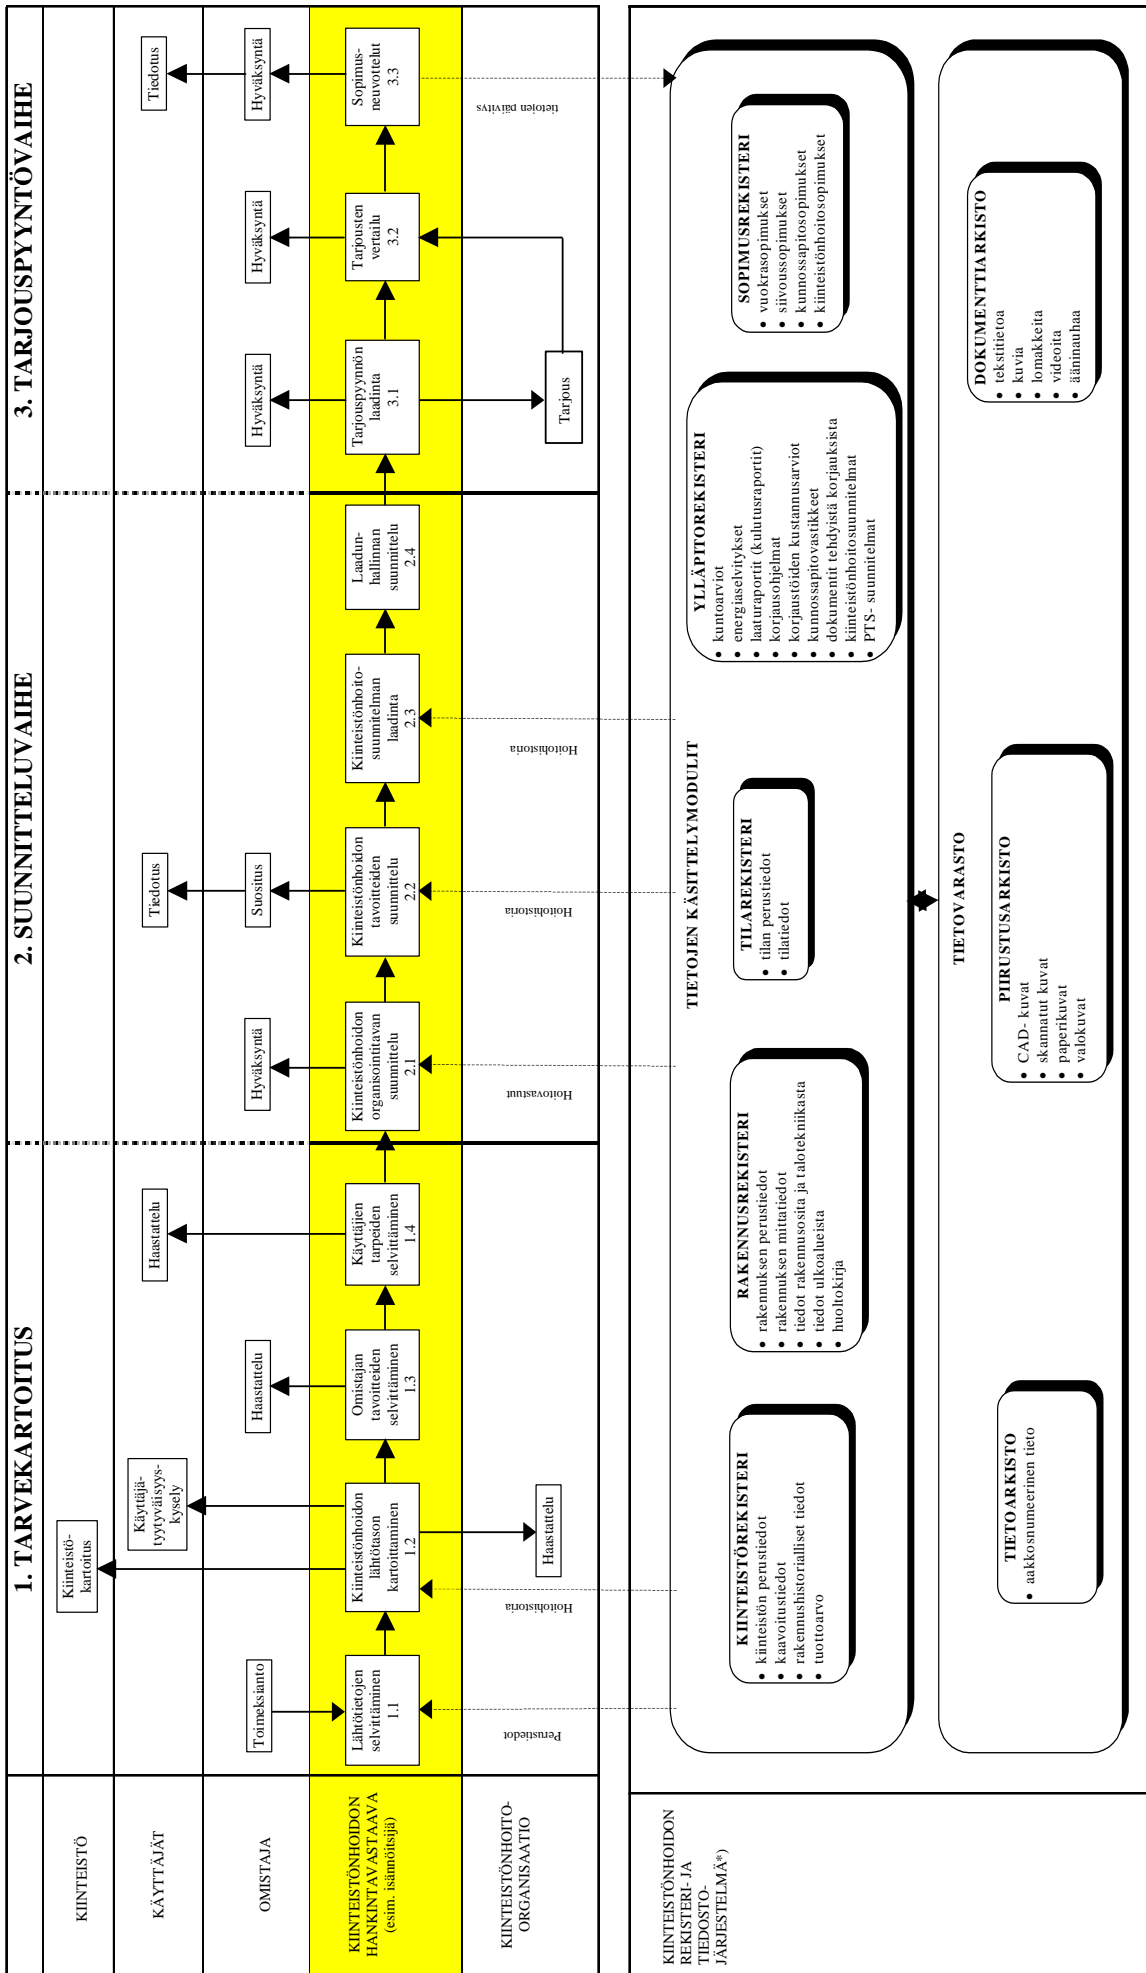 1. TARVEKARTOITUS
2. SUUNNITTELUVAIHE
3. TARJOUSPYYNTÖVAIHE
KIINTEISTÖ
Kiinteistö-
kartoitus
KÄYTTÄJÄT
Käyttäjä-
tyytyväisyys-
kysely
Haastattelu
Tiedotus
Tiedotus
OMISTAJA
Toimeksianto
Haastattelu
Hyväksyntä
Suositus
Hyväksyntä
Hyväksyntä
Hyväksyntä
KIINTEISTÖNHOIDON
HANKINTAVASTAAVA
(esim. isännöitsijä)
Lähtötietojen
selvittäminen
1.1
Kiinteistönhoidon
lähtötason
kartoittaminen
1.2
Omistajan
tavoitteiden
selvittäminen
1.3
Käyttäjien
tarpeiden
selvittäminen
1.4
Kiinteistönhoidon
organisointitavan
suunnittelu
2.1
Kiinteistönhoidon
tavoitteiden
suunnittelu
2.2
Kiinteistönhoito-
suunnitelman
laadinta
2.3
Laadun-
hallinnan
suunnittelu
2.4
Tarjouspyynnön
laadinta
3.1
Tarjousten
vertailu
3.2
Sopimus-
neuvottelut
3.3
KIINTEISTÖNHOITO-
ORGANISAATIO
Perustiedot
Hoitohistoria
Haastattelu
Hoitovastuut
Hoitohistoria
Hoitohistoria
Tarjous
tietojen päivitys
KIINTEISTÖNHOIDON
REKISTERI- JA
TIEDOSTO-
JÄRJESTELMÄ*)
TIETOJEN KÄSITTELYMODULIT
KIINTEISTÖREKISTERI
• kiinteistön perustiedot
• kaavoitustiedot
• rakennushistorialliset tiedot
• tuottoarvo
RAKENNUSREKISTERI
• rakennuksen perustiedot
• rakennuksen mittatiedot
• tiedot rakennusosita ja talotekniikasta
• tiedot ulkoalueista
• huoltokirja
TILAREKISTERI
• tilan perustiedot
• tilatiedot
YLLÄPITOREKISTERI
• kuntoarviot
• energiaselvitykset
• laaturaportit (kulutusraportit)
• korjausohjelmat
• korjaustöiden kustannusarviot
• kunnossapitovastikkeet
• dokumentit tehdyistä korjauksista
• kiinteistönhoitosuunnitelmat
• PTS- suunnitelmat
SOPIMUSREKISTERI
• vuokrasopimukset
• siivoussopimukset
• kunnossapitosopimukset
• kiinteistönhoitosopimukset
TIETOVARASTO
TIETOARKISTO
• aakkosnumeerinen tieto
PIIRUSTUSARKISTO
• CAD- kuvat
• skannatut kuvat
• paperikuvat
• valokuvat
DOKUMENTTIARKISTO
• tekstitietoa
• kuvia
• lomakkeita
• videoita
• ääninauhaa